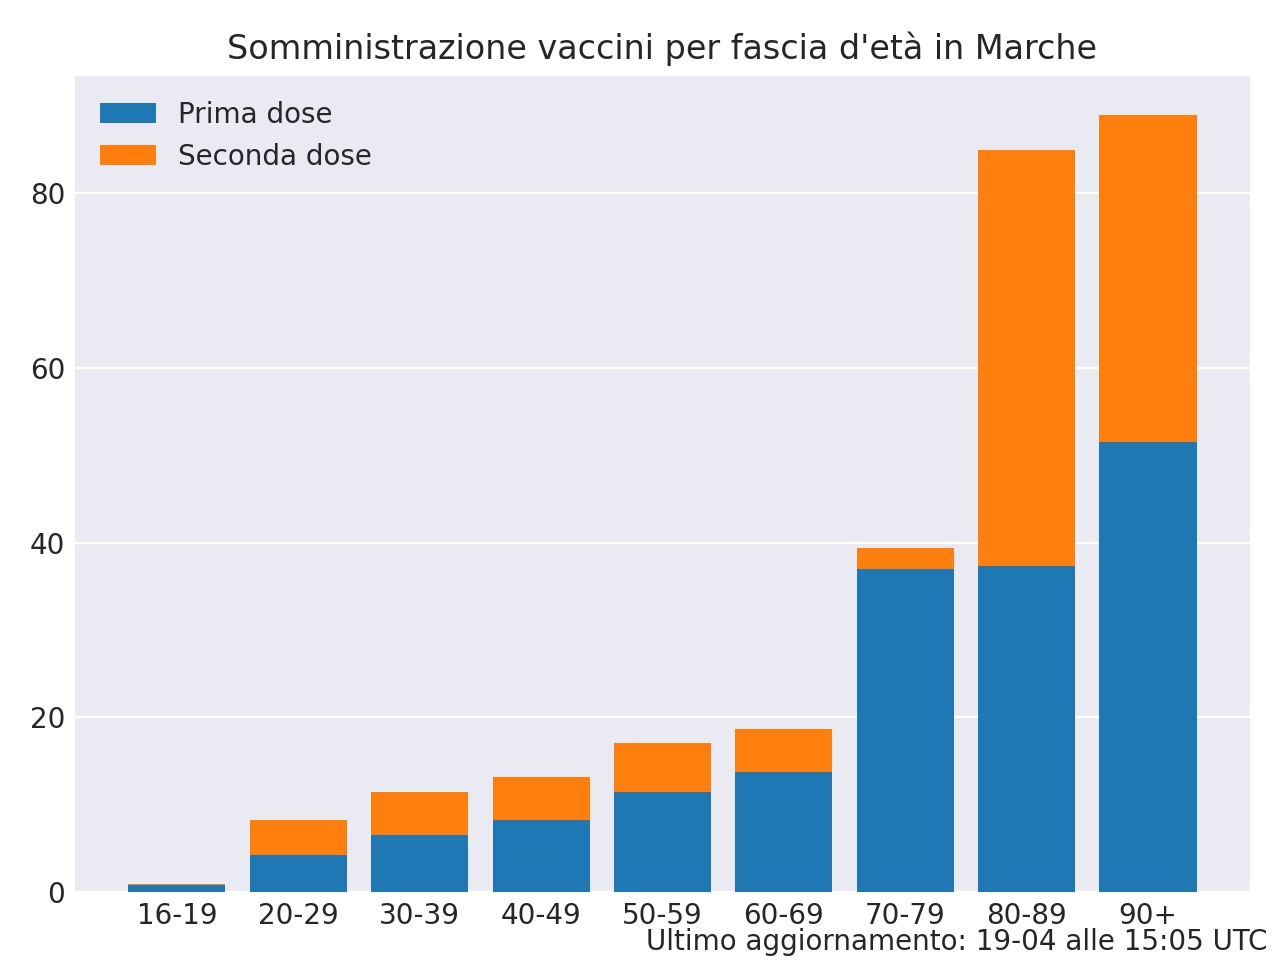 Somministrazione vaccini per fascia d'età in Marche
Prima dose
Seconda dose
80
60
40
20
0
16-19 20-29 30-39 40-49 50-59 60-69 70-79 80-89 90+
Ultimo aggiornamento: 19-04 alle 15:05 UTC